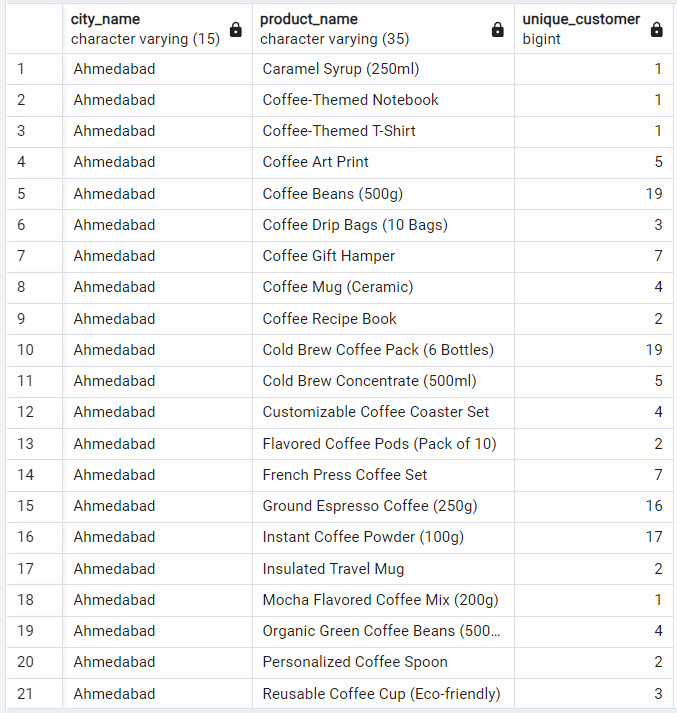 city_name product_name unique_customer
character varying (15) character varying (35) bigint
1 Ahmedabad Caramel Syrup (250ml) 1
2 Ahmedabad Coffee-Themed Notebook 1
3 Ahmedabad Coffee-Themed T-Shirt 1
4 Ahmedabad Coffee Art Print 5
5 Ahmedabad Coffee Beans (500g) 19
6 Ahmedabad Coffee Drip Bags (10 Bags) 3
7 Ahmedabad Coffee Gift Hamper 7
8 Ahmedabad Coffee Mug (Ceramic) 4
9 Ahmedabad Coffee Recipe Book 2
10 Ahmedabad Cold Brew Coffee Pack (6 Bottles) 19
11 Ahmedabad Cold Brew Concentrate (500ml) 5
12 Ahmedabad Customizable Coffee Coaster Set 4
13 Ahmedabad Flavored Coffee Pods (Pack of 10) 2
14 Ahmedabad French Press Coffee Set 7
15 Ahmedabad Ground Espresso Coffee (250g) 16
16 Ahmedabad Instant Coffee Powder (100g) 17
17 Ahmedabad Insulated Travel Mug 2
18 Ahmedabad Mocha Flavored Coffee Mix (200g) 1
19 Ahmedabad Organic Green Coffee Beans (500... 4
20 Ahmedabad Personalized Coffee Spoon 2
21 Ahmedabad Reusable Coffee Cup (Eco-friendly) 3